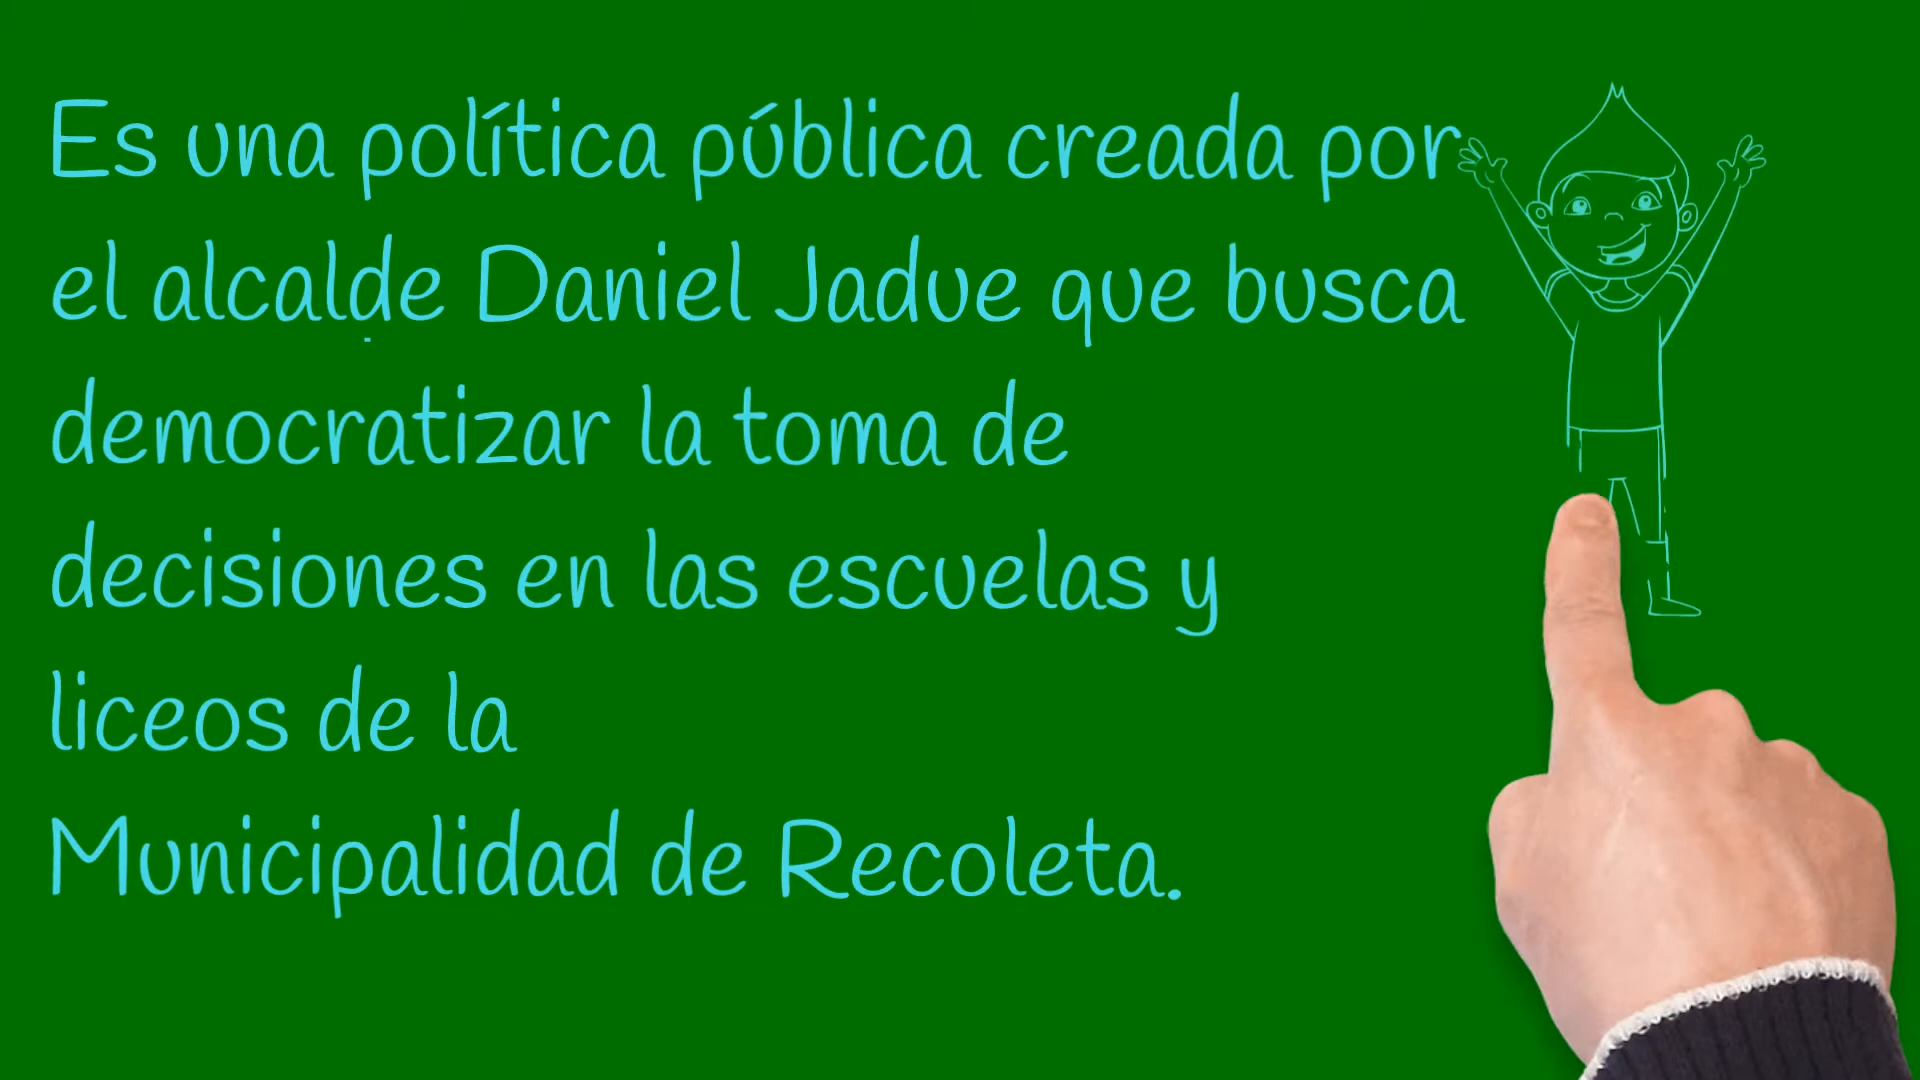 Es una política pública creada por
el alcalde Daniel Jadue que busca
democratizar la toma de
decisiones en las escuelas y
liceos de la
Municipalidad de Recoleta.